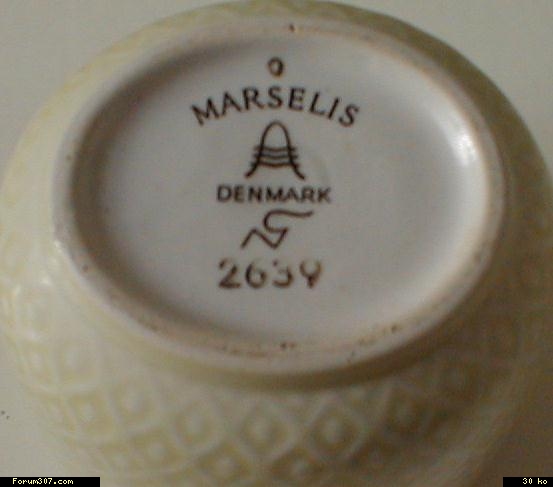 MARSELIS
DENMARK
2639
Forum307.com
30 ko